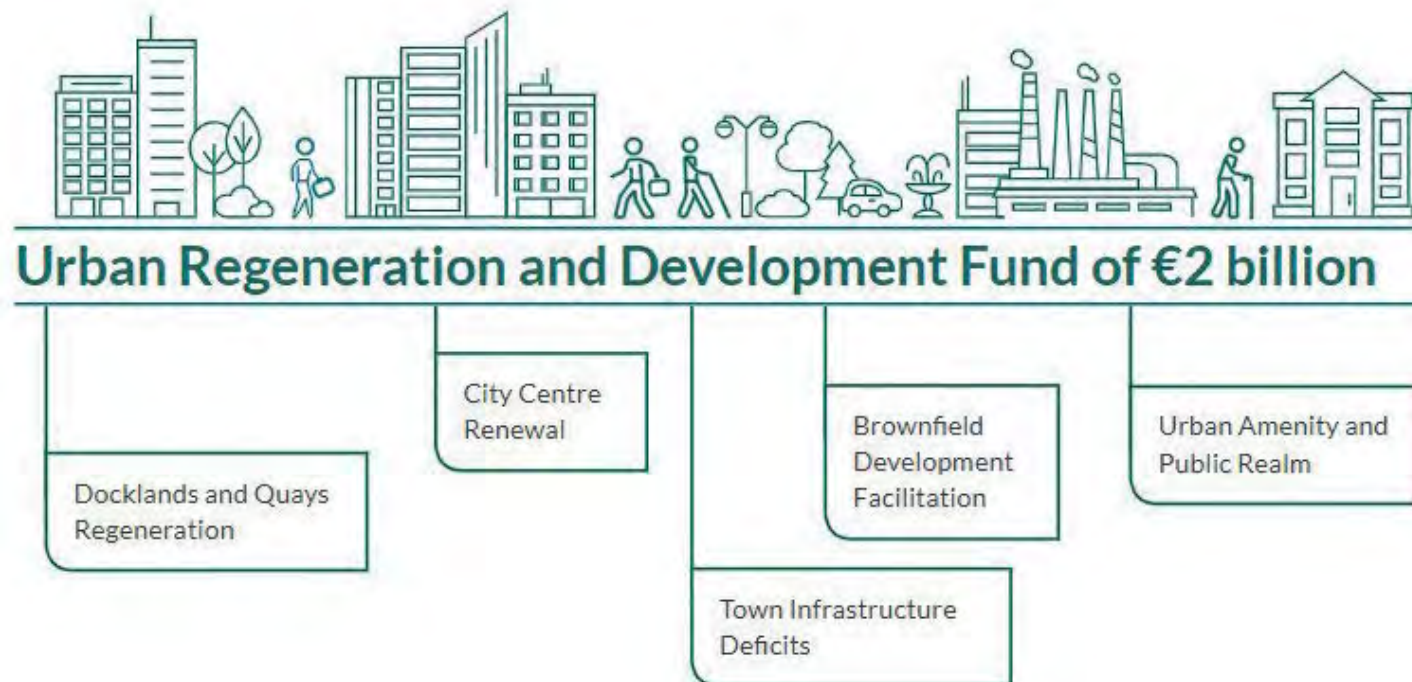 Urban Regeneration and Development Fund of €2 billion
Docklands and Quays
Regeneration
City Centre
Renewal
Town Infrastructure
Deficits
Brownfield
Development
Facilitation
Urban Amenity and
Public Realm